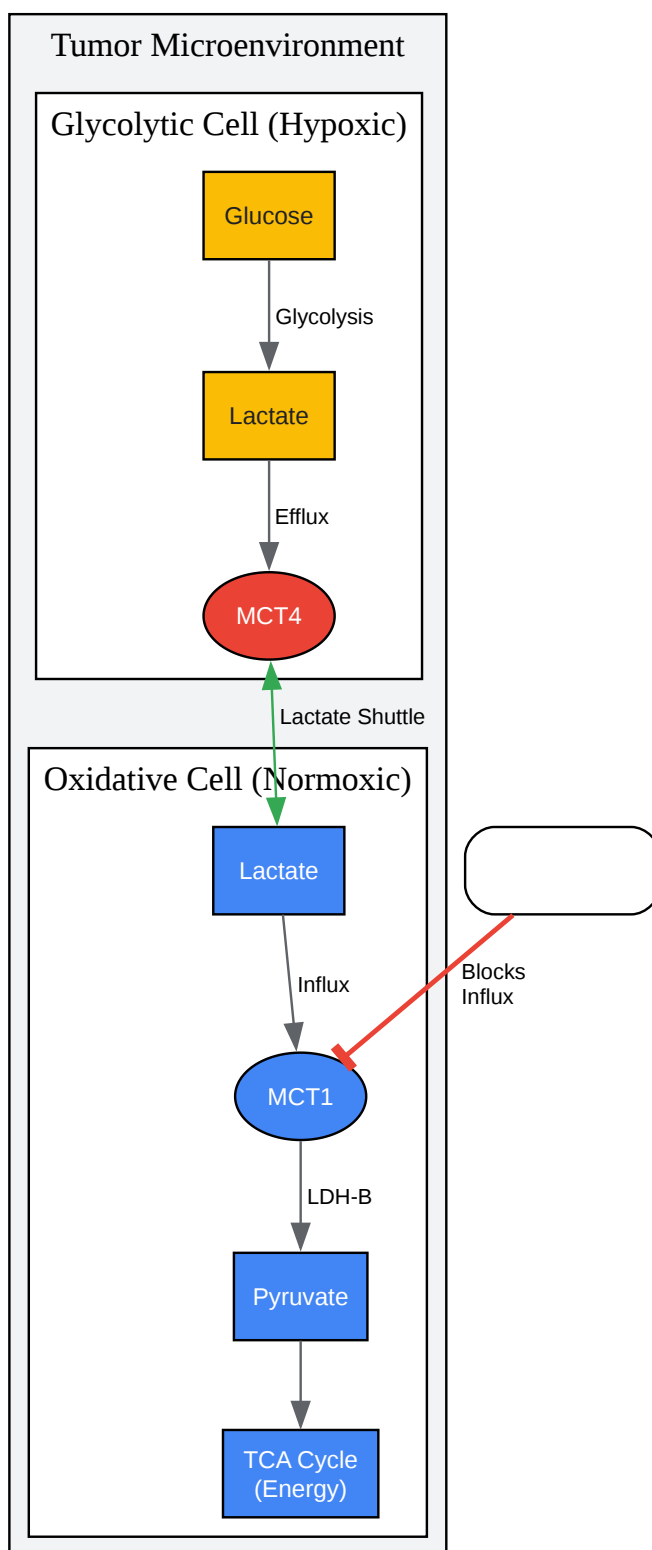 Tumor Microenvironment
Glycolytic Cell (Hypoxic)
Glucose
Glycolysis
Lactate
Efflux
MCT4
Lactate Shuttle
Oxidative Cell (Normoxic)
Lactate
Influx
Blocks
Influx
MCT1
LDH-B
Pyruvate
TCA Cycle
(Energy)